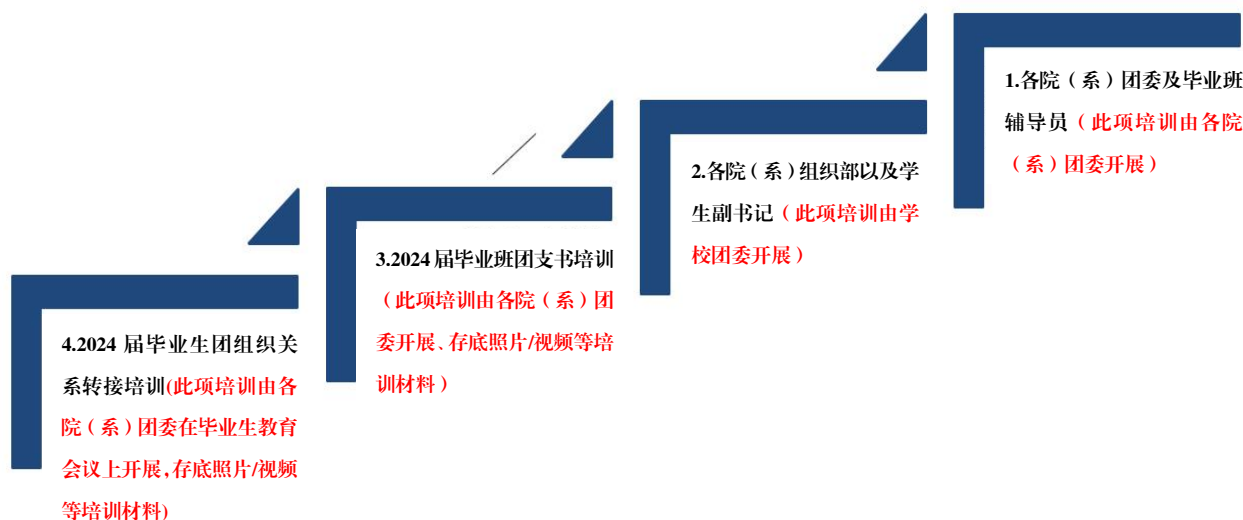 1.各院（系）团委及毕业班
辅导员（此项培训由各院
（系）团委开展）
2.各院（系）组织部以及学
生副书记（此项培训由学
校团委开展）
3.2024 届毕业班团支书培训
（此项培训由各院（系）团
委开展、存底照片/视频等培
训材料）
4.2024 届毕业生团组织关
系转接培训(此项培训由各
院（系）团委在毕业生教育
会议上开展,存底照片/视频
等培训材料)